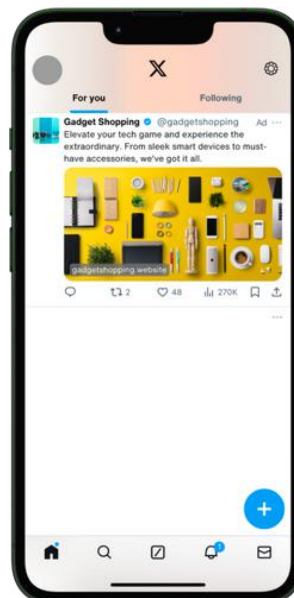 X
For you Following
Gadget Shopping @gadgetshopping Ad
Elevate your tech game and experience the
extraordinary. From sleek smart devices to must-
have accessories, we've got it all.
gadgetshopping.website
2 48 270K
1